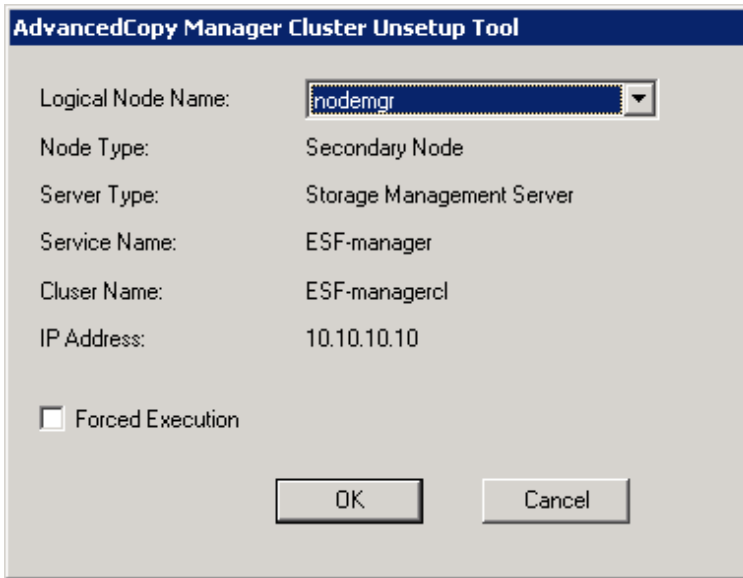 AdvancedCopy Manager Cluster Unsetup Tool
Logical Node Name: nodemgr
Node Type: Secondary Node
Server Type: Storage Management Server
Service Name: ESF-manager
Cluser Name: ESF-managercl
IP Address: 10.10.10.10
Forced Execution
OK Cancel